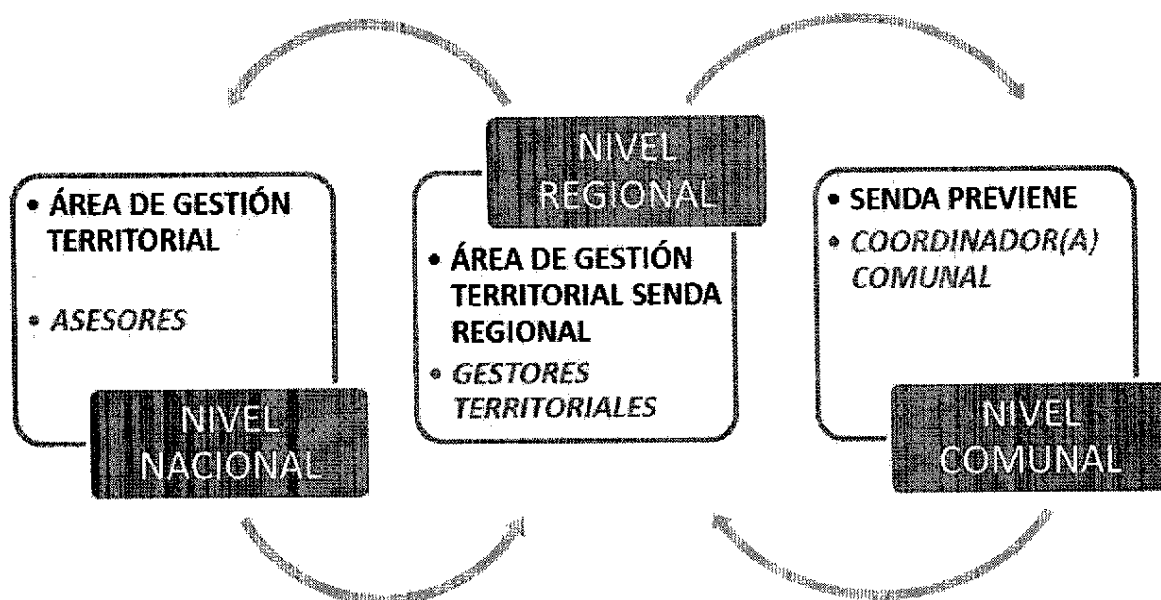 • ÁREA DE GESTIÓN
TERRITORIAL
• ASESORES
NIVEL
NACIONAL
NIVEL
REGIONAL
• ÁREA DE GESTIÓN
TERRITORIAL SENDA
REGIONAL
• GESTORES
TERRITORIALES
• SENDA PREVIENE
• COORDINADOR(A)
COMUNAL
NIVEL
COMUNAL